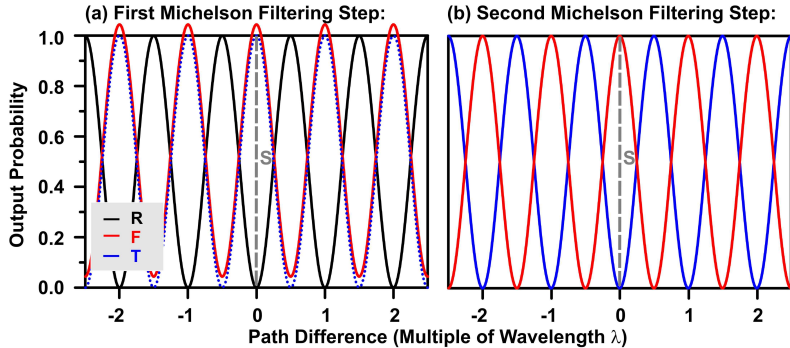 (a) First Michelson Filtering Step:
(b) Second Michelson Filtering Step:
Output Probability
1.0
0.8
0.6
0.4
0.2
0.0
S
S
R
F
T
-2 -1 0 1 2
-2 -1 0 1 2
Path Difference (Multiple of Wavelength λ)